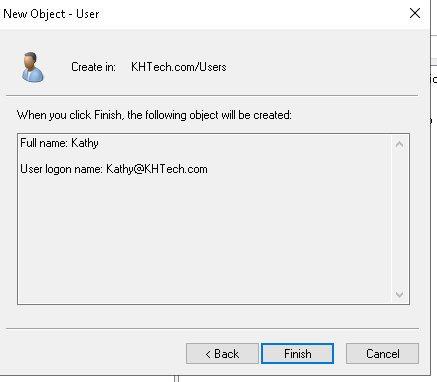 New Object - User
Create in: KHTech.com/Users
When you click Finish, the following object will be created:
Full name: Kathy
User logon name: Kathy@KHTech.com
< Back
Finish
Cancel